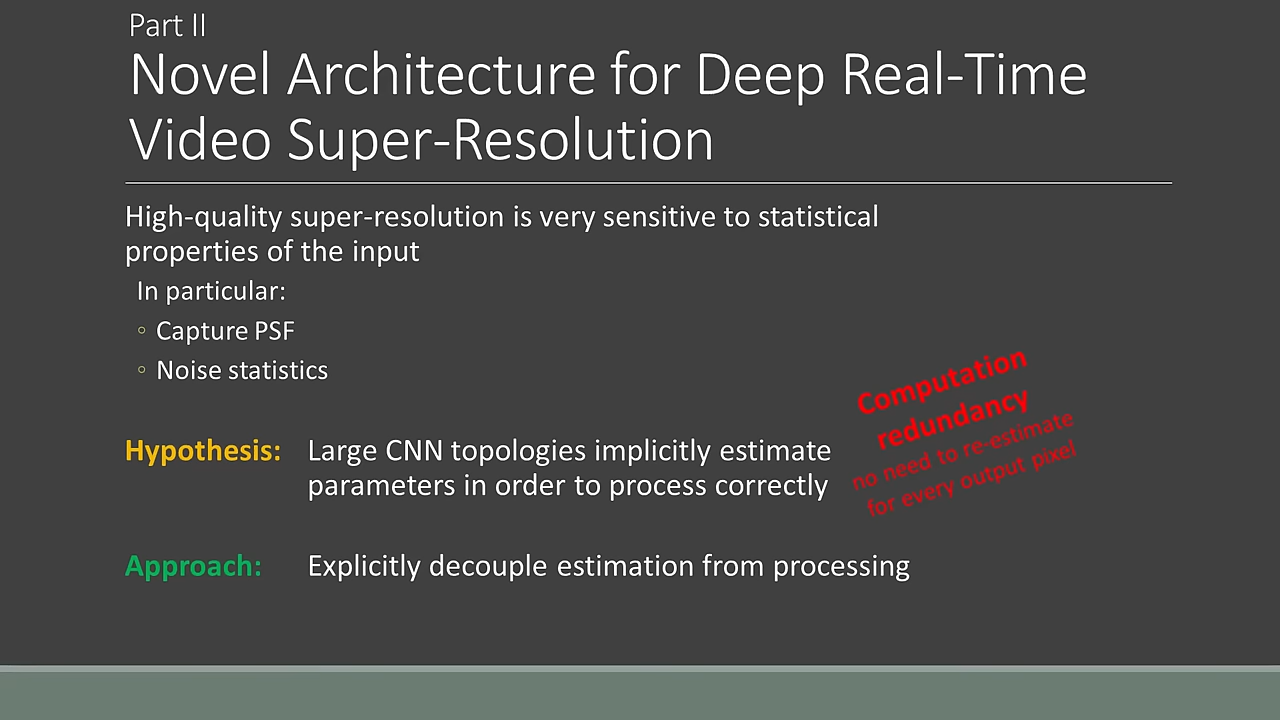 Part II
Novel Architecture for Deep Real-Time
Video Super-Resolution
High-quality super-resolution is very sensitive to statistical
properties of the input
In particular:
◦ Capture PSF
◦ Noise statistics
Hypothesis: Large CNN topologies implicitly estimate
parameters in order to process correctly
Computation
redundancy
no need to re-estimate
for every output pixel
Approach: Explicitly decouple estimation from processing